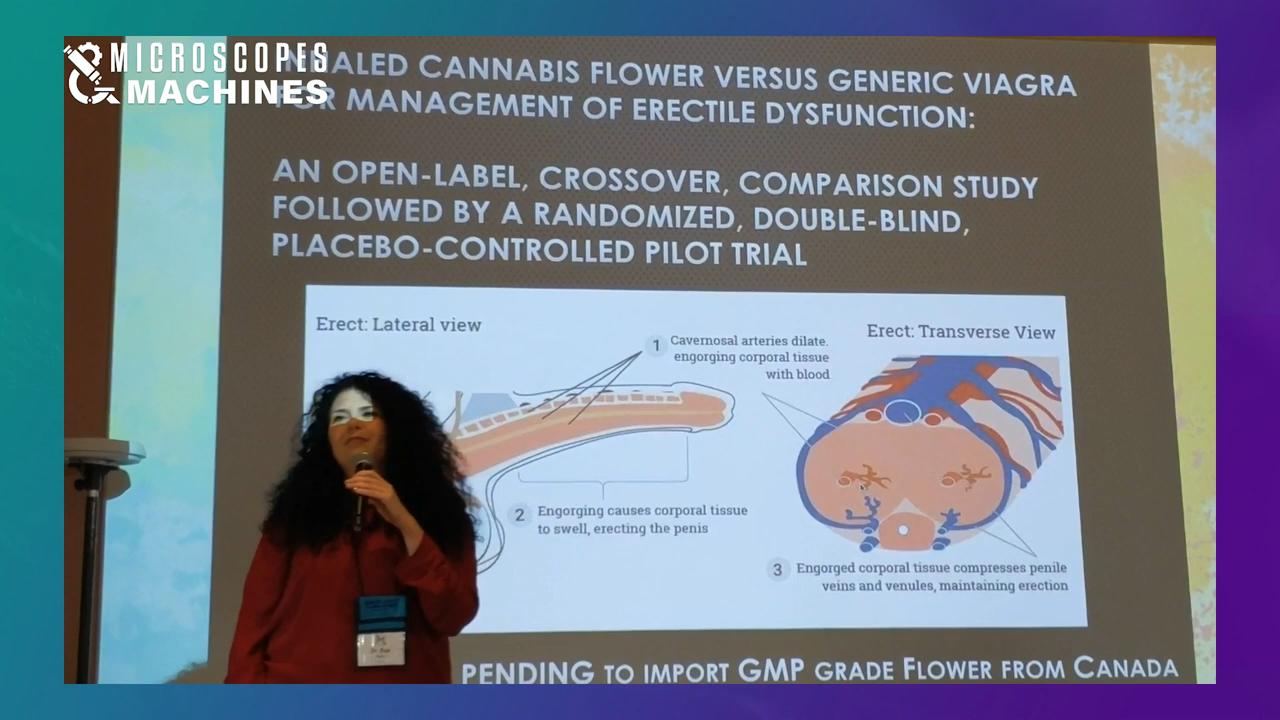 MICROSCOPES
& MACHINES
INHALED CANNABIS FLOWER VERSUS GENERIC VIAGRA
FOR MANAGEMENT OF ERECTILE DYSFUNCTION:
AN OPEN-LABEL, CROSSOVER, COMPARISON STUDY
FOLLOWED BY A RANDOMIZED, DOUBLE-BLIND,
PLACEBO-CONTROLLED PILOT TRIAL
Erect: Lateral view
1 Cavernosal arteries dilate.
engorging corporal tissue
with blood
Erect: Transverse View
2 Engorging causes corporal tissue
to swell, erecting the penis
3 Engorged corporal tissue compresses penile
veins and venules, maintaining erection
PENDING TO IMPORT GMP GRADE FLOWER FROM CANADA
Dr.